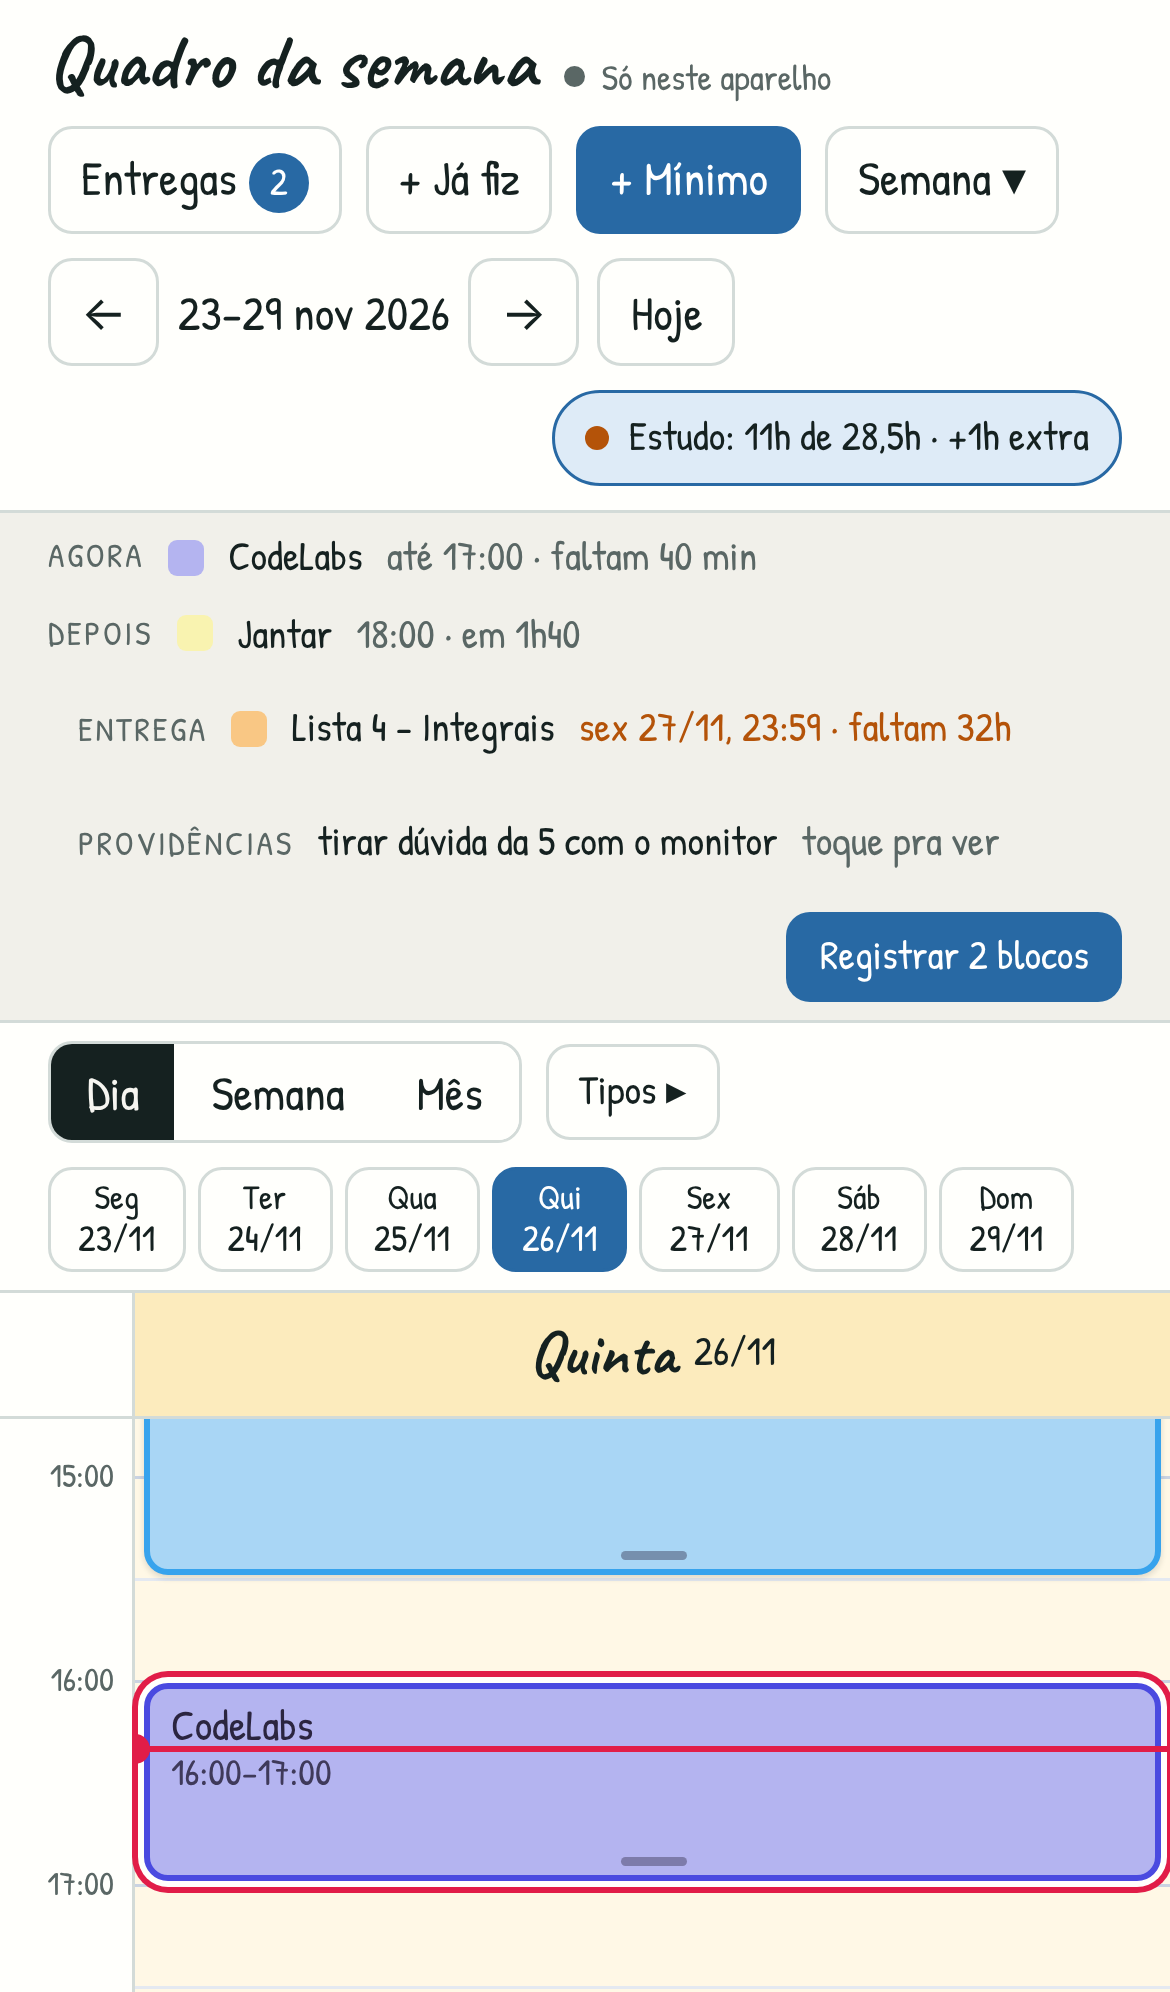 Quadro da semana ● Só neste aparelho
Entregas 2 + Já fiz + Mínimo Semana ▼
← 23–29 nov 2026 → Hoje
Estudo: 11h de 28,5h · +1h extra
AGORA CodeLabs até 17:00 · faltam 40 min
DEPOIS Jantar 18:00 · em 1h40
ENTREGA Lista 4 – Integrais sex 27/11, 23:59 · faltam 32h
PROVIDÊNCIAS tirar dúvida da 5 com o monitor toque pra ver
Registrar 2 blocos
Dia Semana Mês Tipos ▶
Seg Ter Qua Qui Sex Sáb Dom
23/11 24/11 25/11 26/11 27/11 28/11 29/11
Quinta 26/11
15:00
16:00
CodeLabs
16:00–17:00
17:00